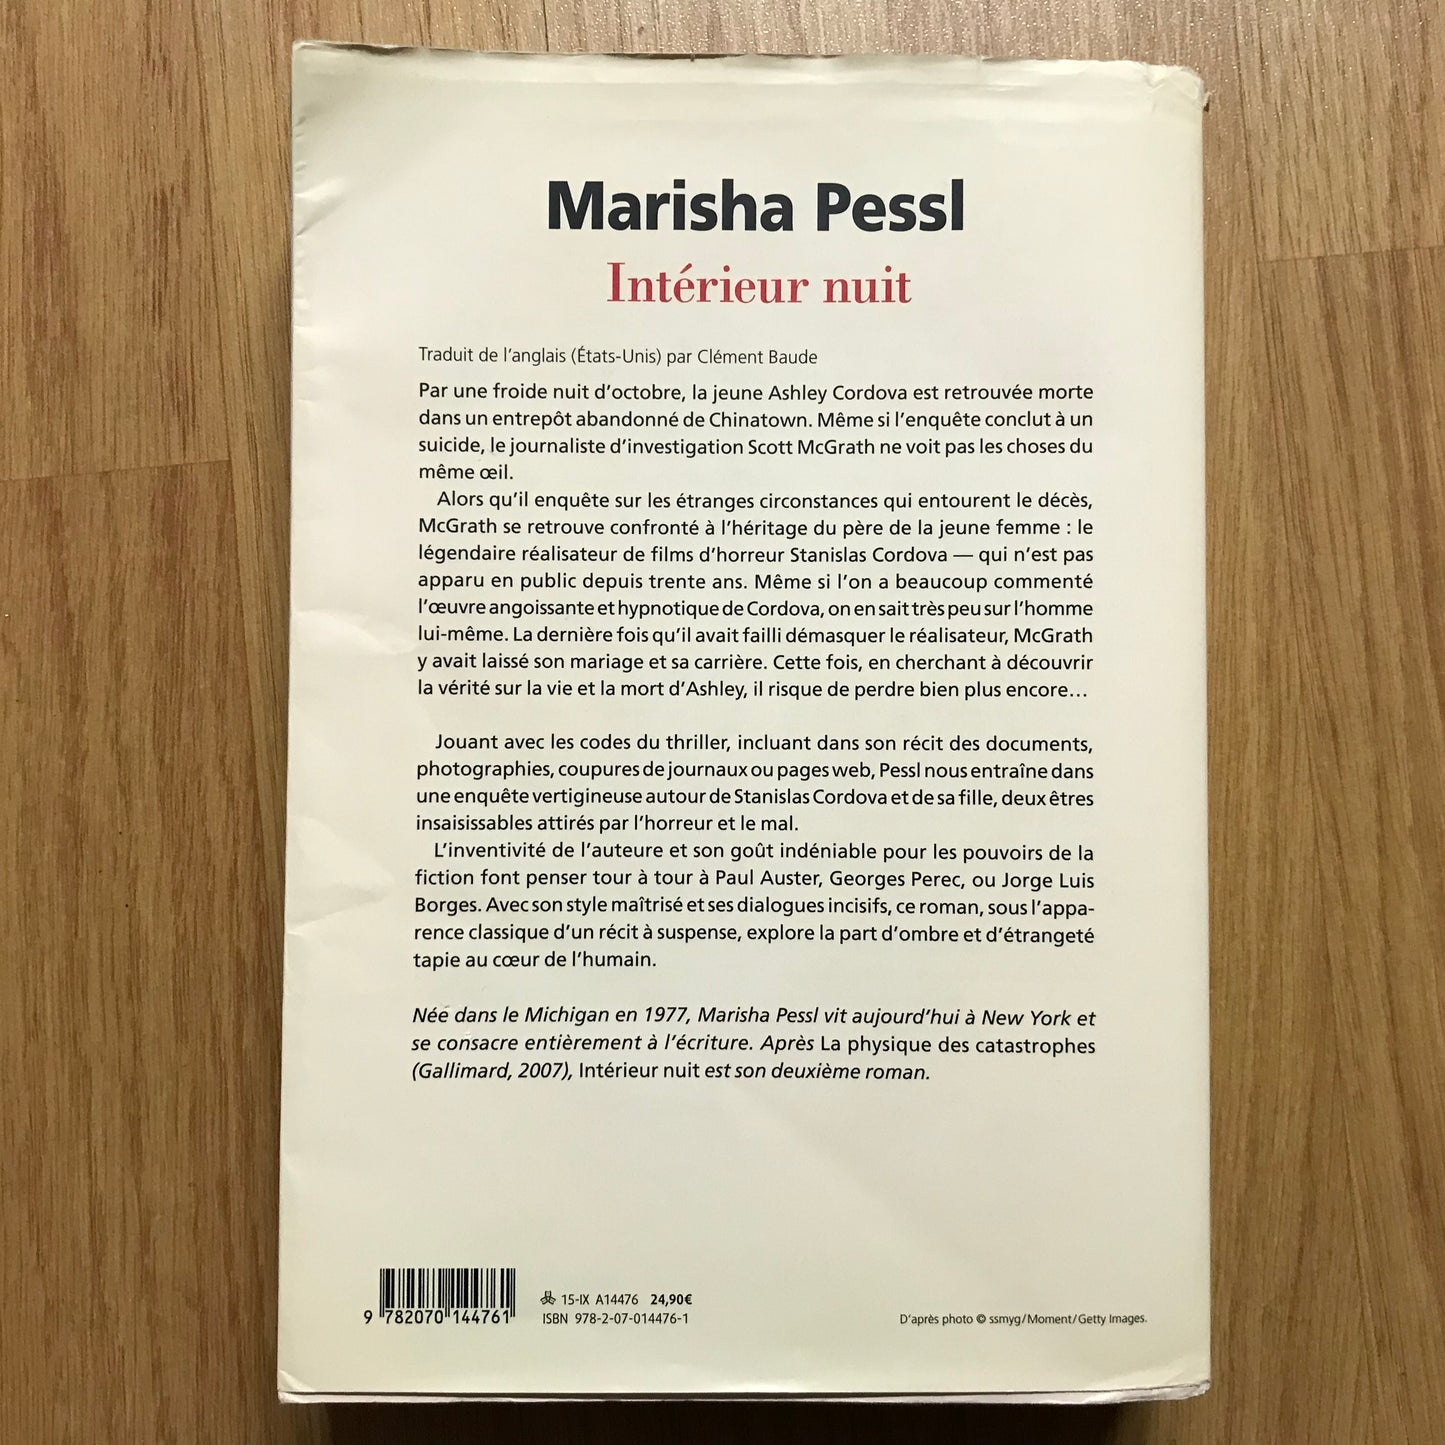 Marisha Pessl
Intérieur nuit
Traduit de l'anglais (États-Unis) par Clément Baude
Par une froide nuit d'octobre, la jeune Ashley Cordova est retrouvée morte
dans un entrepôt abandonné de Chinatown. Même si l'enquête conclut à un
suicide, le journaliste d'investigation Scott McGrath ne voit pas les choses du
même œil.
Alors qu'il enquête sur les étranges circonstances qui entourent le décès,
McGrath se retrouve confronté à l'héritage du père de la jeune femme : le
légendaire réalisateur de films d'horreur Stanislas Cordova — qui n'est pas
apparu en public depuis trente ans. Même si l'on a beaucoup commenté
l'œuvre angoissante et hypnotique de Cordova, on en sait très peu sur l'homme
lui-même. La dernière fois qu'il avait failli démasquer le réalisateur, McGrath
y avait laissé son mariage et sa carrière. Cette fois, en cherchant à découvrir
la vérité sur la vie et la mort d'Ashley, il risque de perdre bien plus encore...
Jouant avec les codes du thriller, incluant dans son récit des documents,
photographies, coupures de journaux ou pages web, Pessl nous entraîne dans
une enquête vertigineuse autour de Stanislas Cordova et de sa fille, deux êtres
insaisissables attirés par l'horreur et le mal.
L'inventivité de l'auteure et son goût indéniable pour les pouvoirs de la
fiction font penser tour à tour à Paul Auster, Georges Perec, ou Jorge Luis
Borges. Avec son style maîtrisé et ses dialogues incisifs, ce roman, sous l'appa-
rence classique d'un récit à suspense, explore la part d'ombre et d'étrangeté
tapie au cœur de l'humain.
Née dans le Michigan en 1977, Marisha Pessl vit aujourd'hui à New York et
se consacre entièrement à l'écriture. Après La physique des catastrophes
(Gallimard, 2007), Intérieur nuit est son deuxième roman.
9 782070 144761
15-IX A14476 24,90€
ISBN 978-2-07-014476-1
D'après photo © ssmyg/Moment/Getty Images.